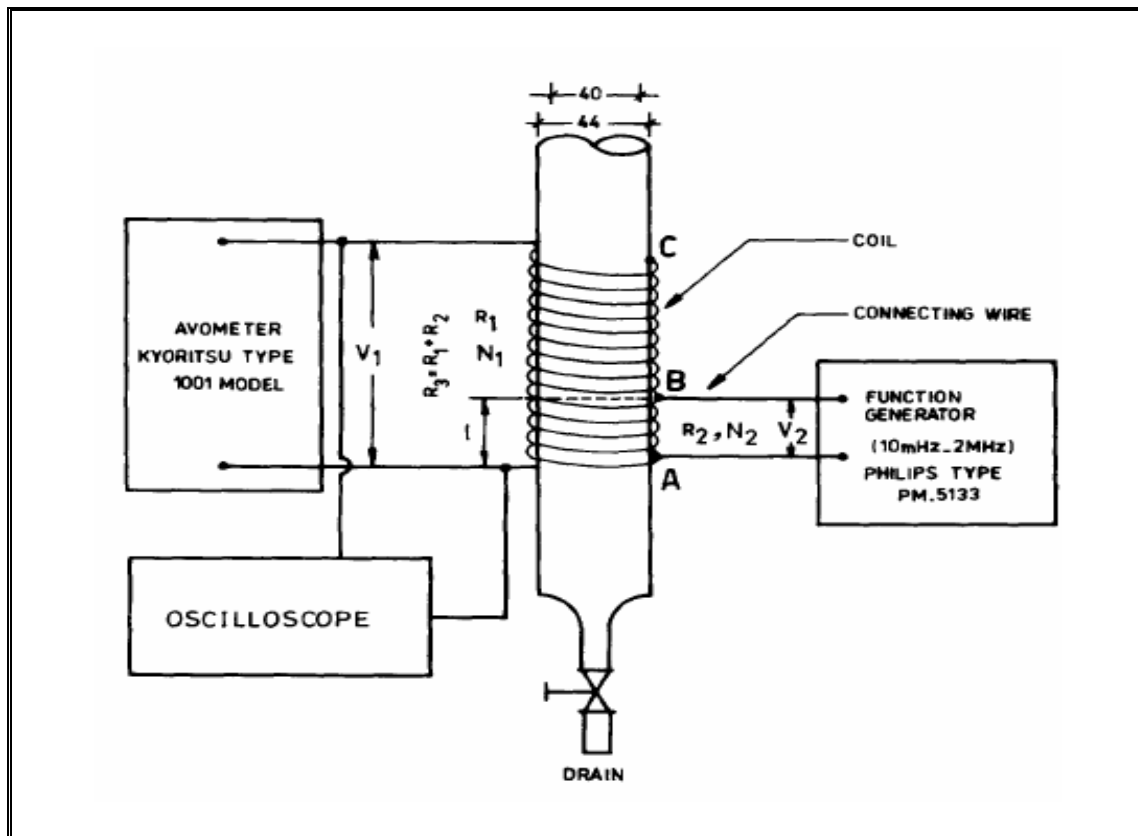 40
44
C
COIL
CONNECTING WIRE
AVOMETER
KYORITSU TYPE
1001 MODEL
V1
R3 = R1 + R2
R1
N1
B
l
R2 , N2
V2
A
FUNCTION
GENERATOR
(10mHz_2MHz)
PHILIPS TYPE
PM.5133
OSCILLOSCOPE
DRAIN